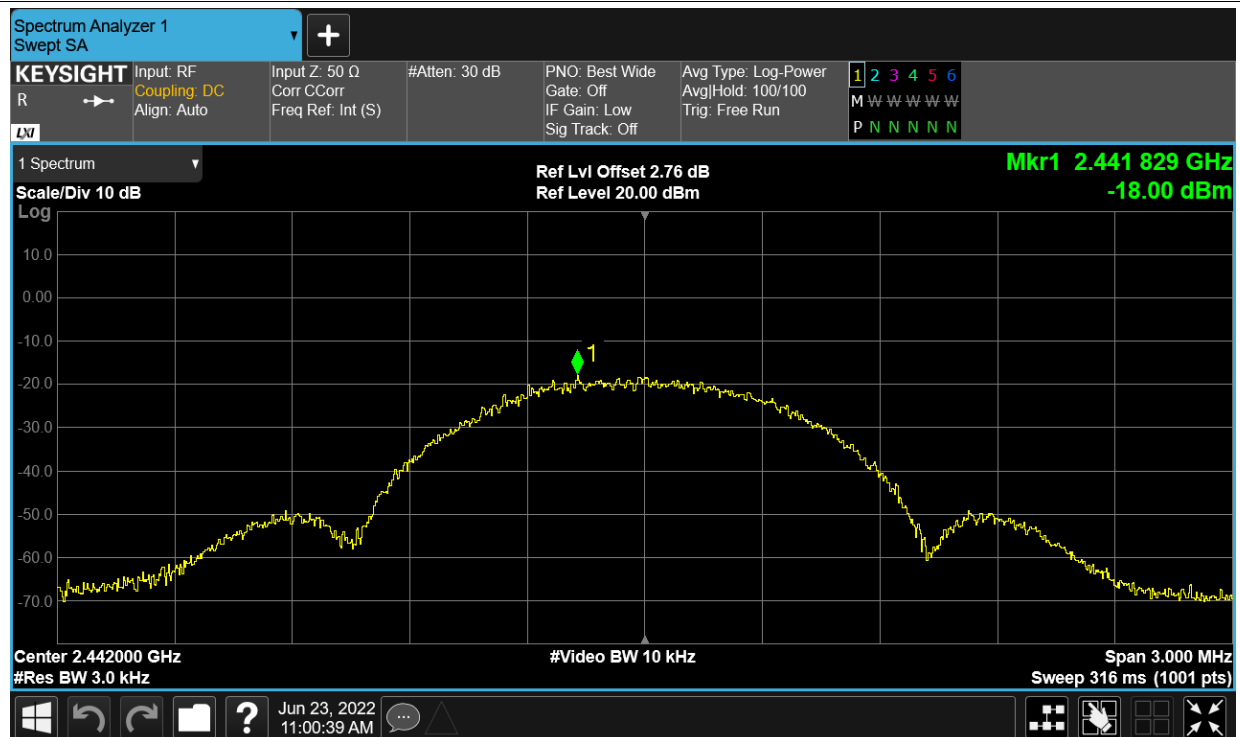 Spectrum Analyzer 1
Swept SA
+
KEYSIGHT
R
LXI
Input: RF
Coupling: DC
Align: Auto
Input Z: 50 Ω
Corr CCorr
Freq Ref: Int (S)
#Atten: 30 dB
PNO: Best Wide
Gate: Off
IF Gain: Low
Sig Track: Off
Avg Type: Log-Power
Avg|Hold: 100/100
Trig: Free Run
1 2 3 4 5 6
M W W W W W
P N N N N N
1 Spectrum
Scale/Div 10 dB
Log
Ref Lvl Offset 2.76 dB
Ref Level 20.00 dBm
Mkr1 2.441 829 GHz
-18.00 dBm
10.0
0.00
-10.0
1
-20.0
-30.0
-40.0
-50.0
-60.0
-70.0
Center 2.442000 GHz
#Res BW 3.0 kHz
#Video BW 10 kHz
Span 3.000 MHz
Sweep 316 ms (1001 pts)
?
Jun 23, 2022
11:00:39 AM